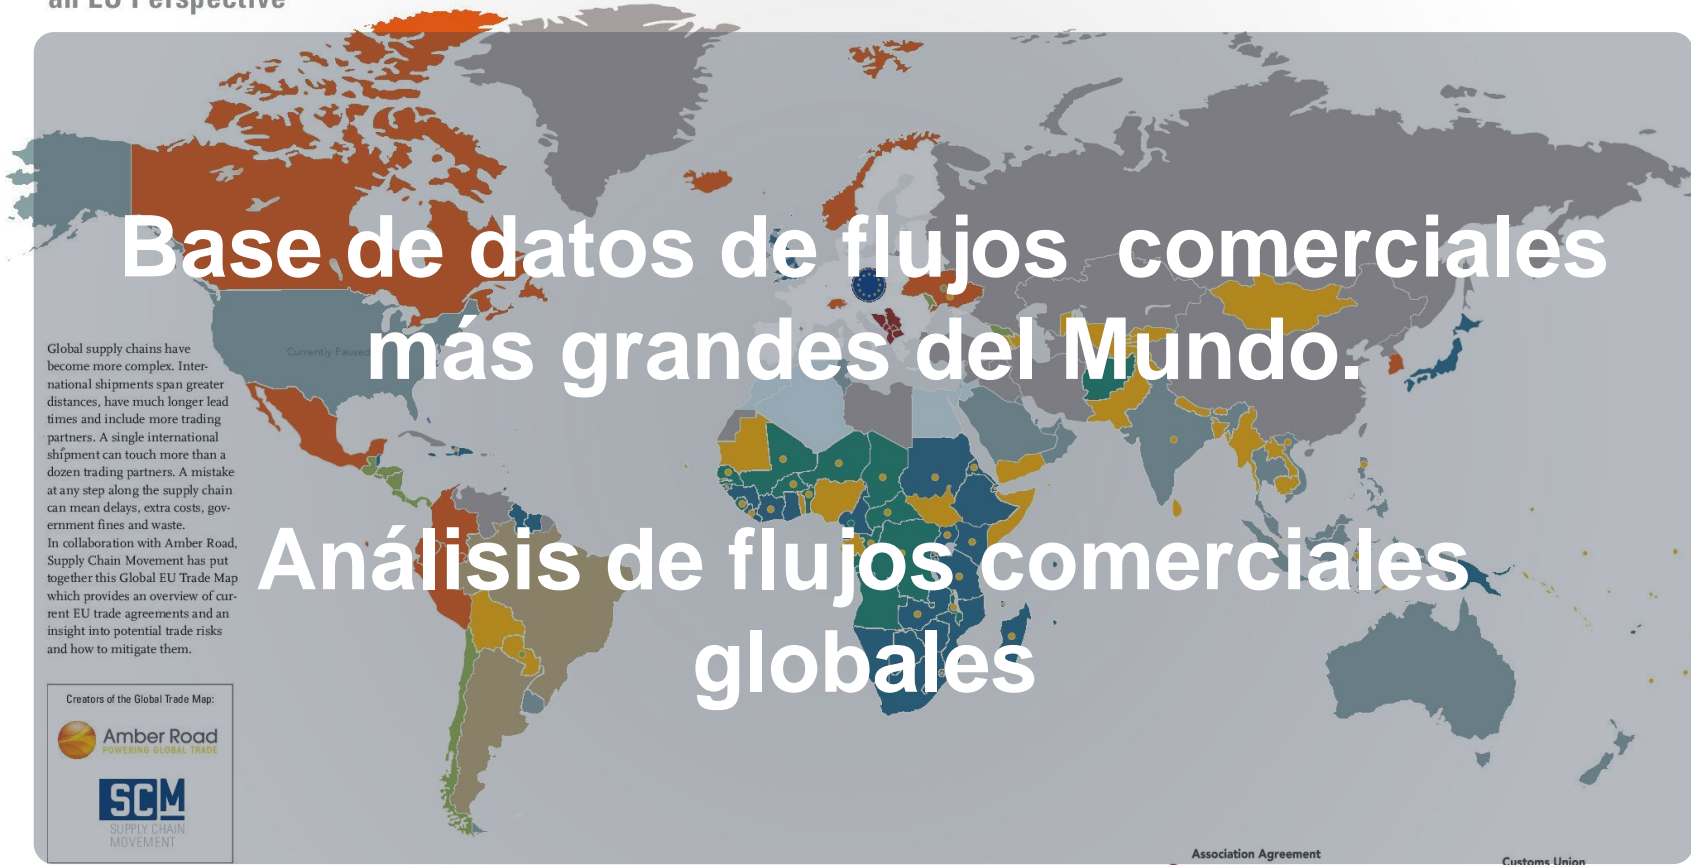 an EU Perspective
Base de datos de flujos comerciales
más grandes del Mundo.
Análisis de flujos comerciales
globales
Currently Paused
Global supply chains have
become more complex. Inter-
national shipments span greater
distances, have much longer lead
times and include more trading
partners. A single international
shipment can touch more than a
dozen trading partners. A mistake
at any step along the supply chain
can mean delays, extra costs, gov-
ernment fines and waste.
In collaboration with Amber Road,
Supply Chain Movement has put
together this Global EU Trade Map
which provides an overview of cur-
rent EU trade agreements and an
insight into potential trade risks
and how to mitigate them.
Creators of the Global Trade Map:
Amber Road
POWERING GLOBAL TRADE
SCM
SUPPLY CHAIN
MOVEMENT
Association Agreement
Customs Union